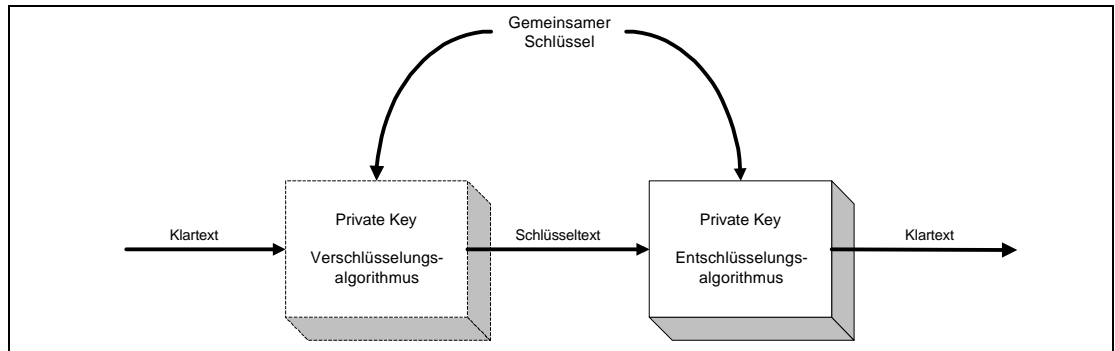 Gemeinsamer
Schlüssel
Klartext
Private Key
Verschlüsselungs-
algorithmus
Schlüsseltext
Private Key
Entschlüsselungs-
algorithmus
Klartext